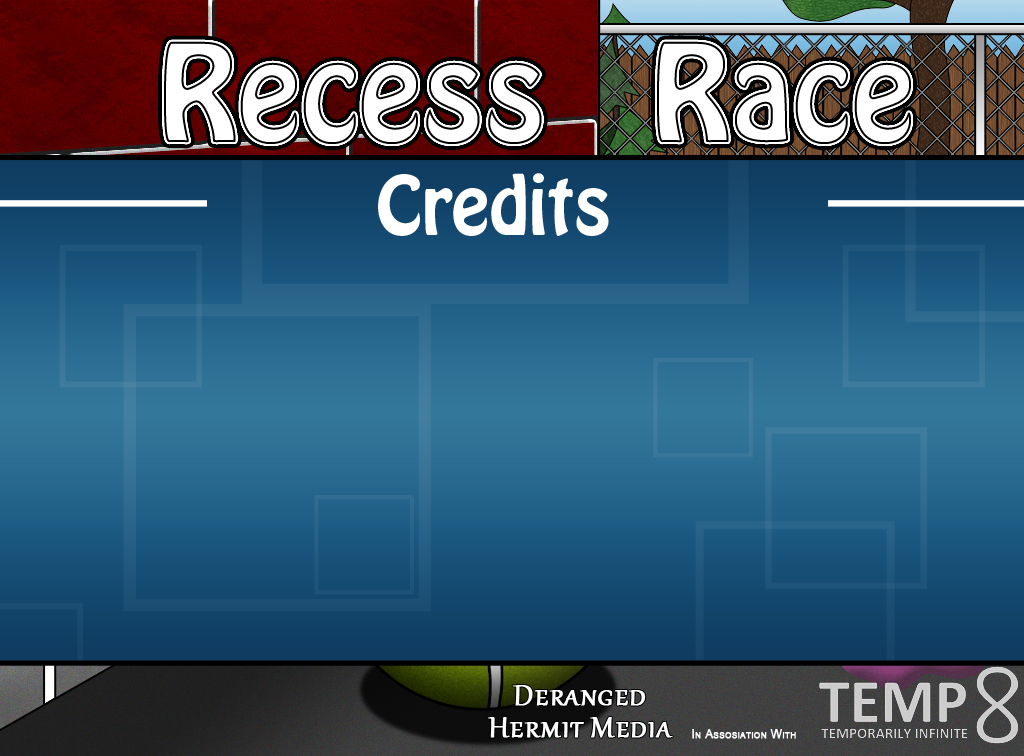 Recess Race
Credits
Deranged
Hermit Media
In Assosiation With
TEMP8
TEMPORARILY INFINITE